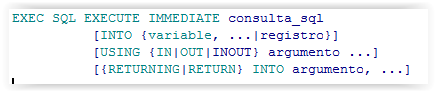 EXEC SQL EXECUTE IMMEDIATE consulta_sql
[INTO {variable, ...|registro}]
[USING {IN|OUT|INOUT} argumento ...]
[{RETURNING|RETURN} INTO argumento, ...]